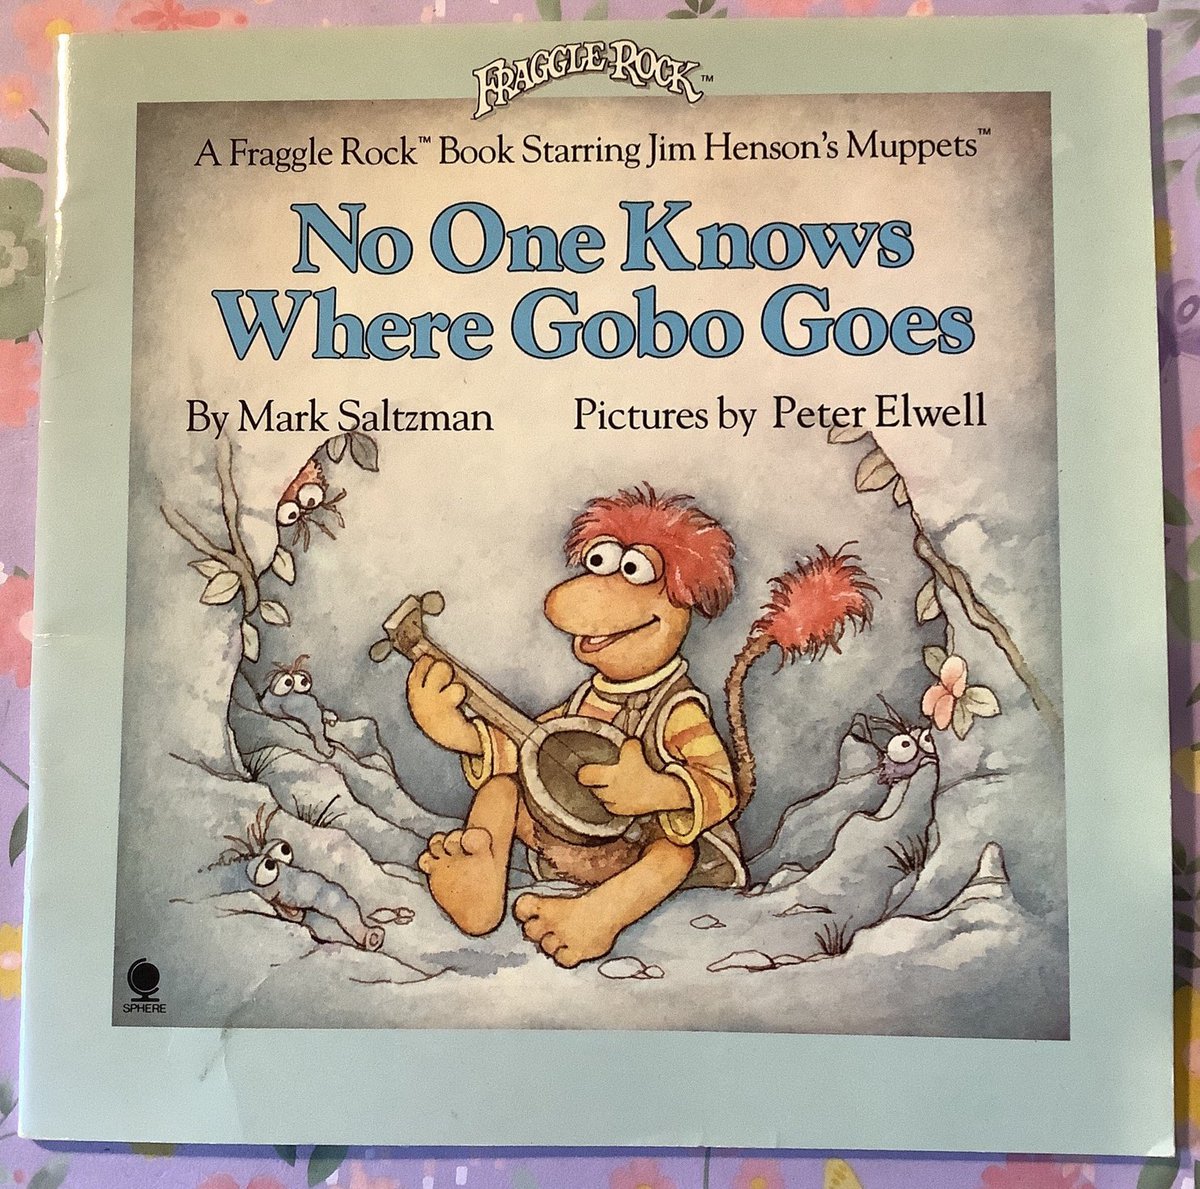 FRAGGLE ROCK™
A Fraggle Rock™ Book Starring Jim Henson's Muppets™
No One Knows
Where Gobo Goes
By Mark Saltzman Pictures by Peter Elwell
SPHERE